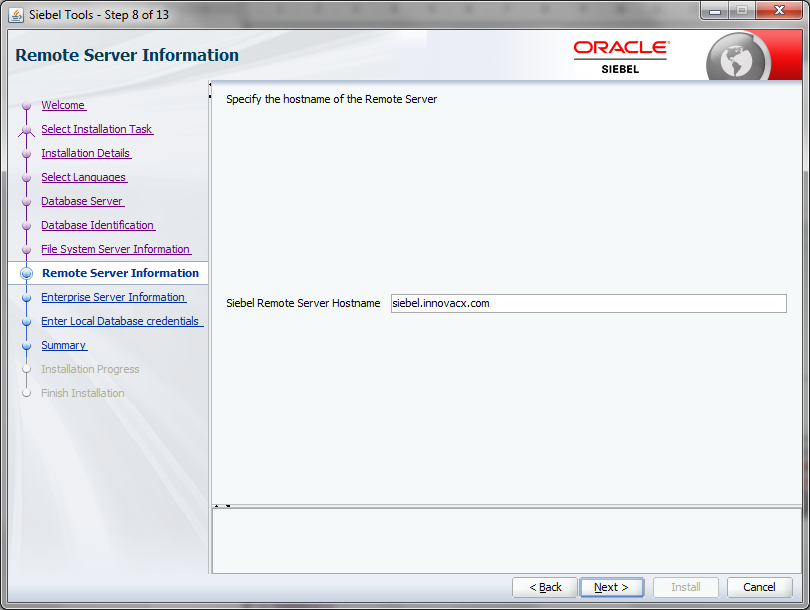 Siebel Tools - Step 8 of 13
Remote Server Information
ORACLE
SIEBEL
Welcome
Select Installation Task
Installation Details
Select Languages
Database Server
Database Identification
File System Server Information
Remote Server Information
Enterprise Server Information
Enter Local Database credentials
Summary
Installation Progress
Finish Installation
Specify the hostname of the Remote Server
Siebel Remote Server Hostname siebel.innovacx.com
< Back Next > Install Cancel